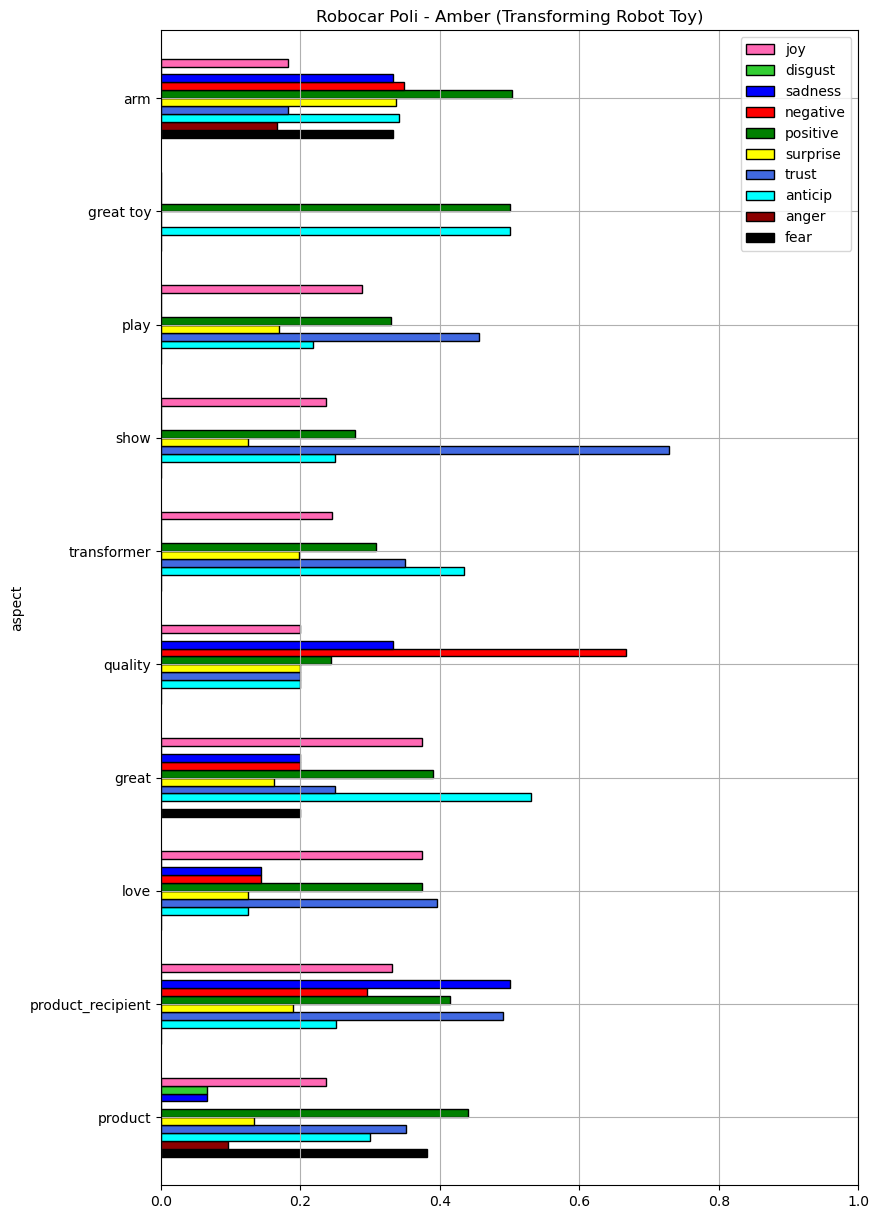 Robocar Poli - Amber (Transforming Robot Toy)
joy
disgust
sadness
negative
positive
surprise
trust
anticip
anger
fear
arm
great toy
play
show
transformer
quality
great
love
product_recipient
product
aspect
0.0 0.2 0.4 0.6 0.8 1.0